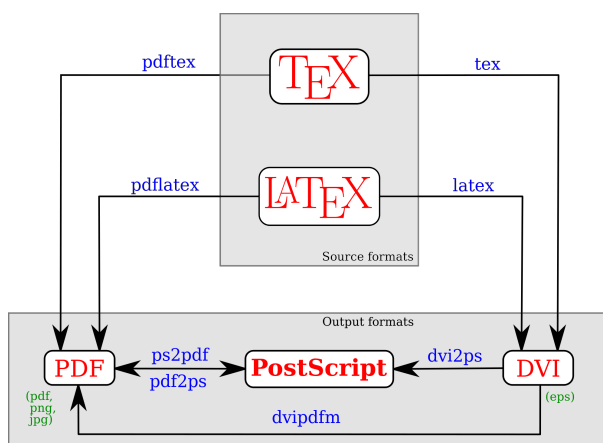 pdftex
TEX
tex
pdflatex
LATEX
latex
Source formats
Output formats
PDF
ps2pdf
pdf2ps
PostScript
dvi2ps
DVI
(pdf,
png,
jpg)
(eps)
dvipdfm